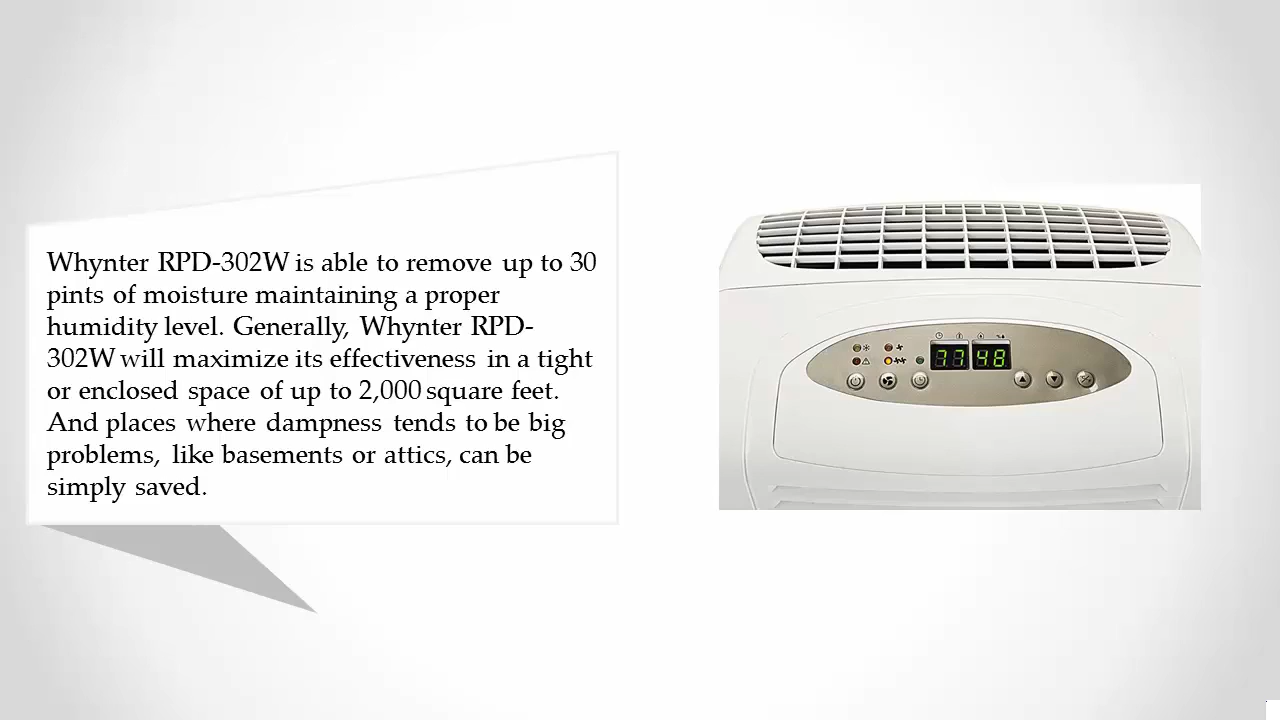 Whynter RPD-302W is able to remove up to 30
pints of moisture maintaining a proper
humidity level. Generally, Whynter RPD-
302W will maximize its effectiveness in a tight
or enclosed space of up to 2,000 square feet.
And places where dampness tends to be big
problems, like basements or attics, can be
simply saved.
77 48